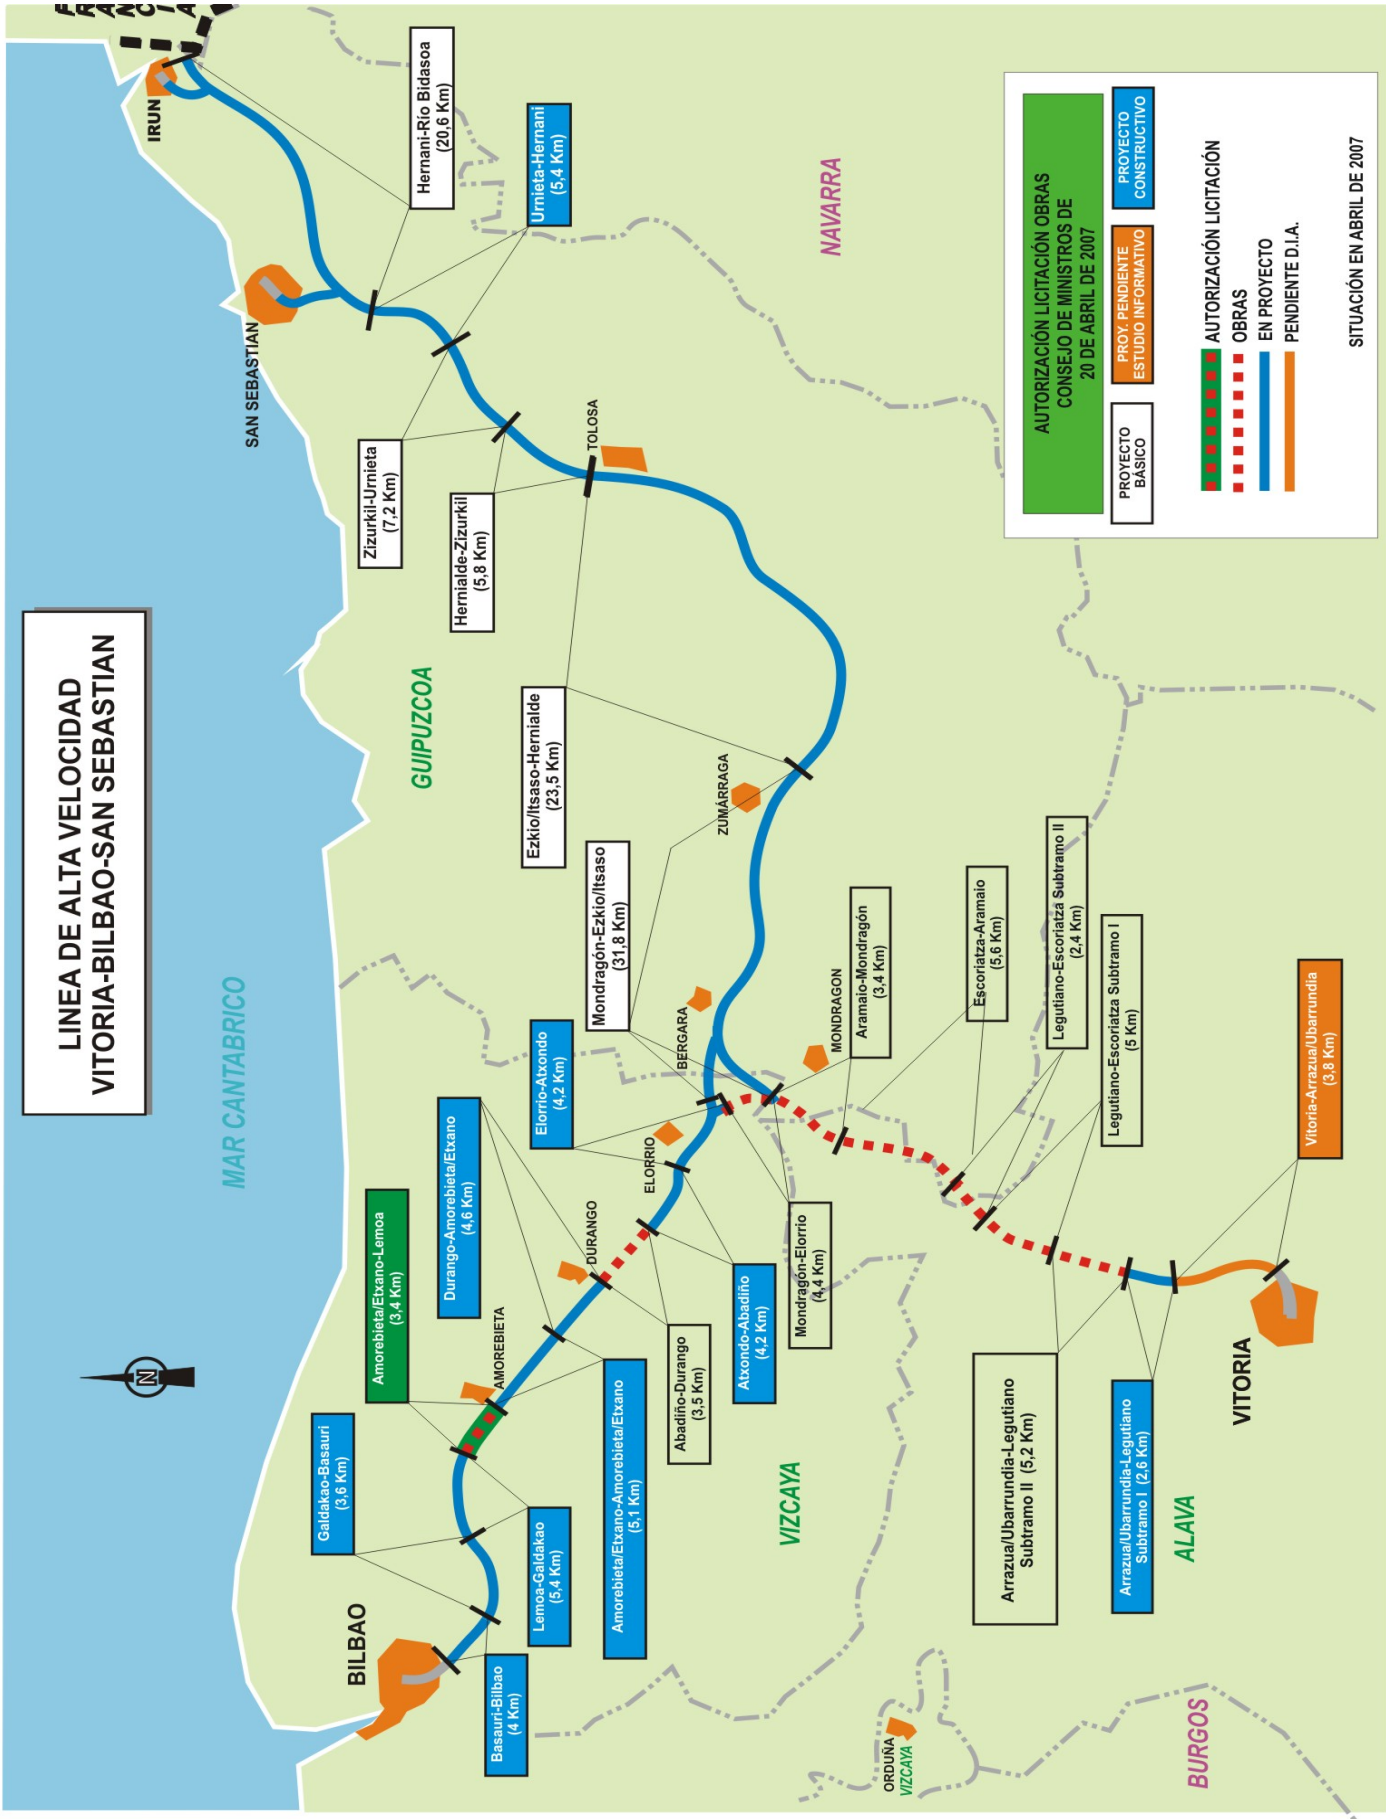 LINEA DE ALTA VELOCIDAD
VITORIA-BILBAO-SAN SEBASTIAN
MAR CANTABRICO
N
F
R
A
N
C
I
A
IRUN
SAN SEBASTIAN
Hernani-Río Bidasoa
(20,6 Km)
Urnieta-Hernani
(5,4 Km)
Zizurkil-Urnieta
(7,2 Km)
Hernialde-Zizurkil
(5,8 Km)
TOLOSA
NAVARRA
GUIPUZCOA
Ezkio/Itsaso-Hernialde
(23,5 Km)
ZUMÁRRAGA
Mondragón-Ezkio/Itsaso
(31,8 Km)
BERGARA
MONDRAGON
Aramaio-Mondragón
(3,4 Km)
Escoriatza-Aramaio
(5,6 Km)
Legutiano-Escoriatza Subtramo II
(2,4 Km)
Legutiano-Escoriatza Subtramo I
(5 Km)
Vitoria-Arrazua/Ubarrundia
(3,8 Km)
Elorrio-Atxondo
(4,2 Km)
ELORRIO
Durango-Amorebieta/Etxano
(4,6 Km)
DURANGO
Amorebieta/Etxano-Lemoa
(3,4 Km)
AMOREBIETA
Mondragón-Elorrio
(4,4 Km)
Atxondo-Abadiño
(4,2 Km)
Abadiño-Durango
(3,5 Km)
Amorebieta/Etxano-Amorebieta/Etxano
(5,1 Km)
Galdakao-Basauri
(3,6 Km)
Lemoa-Galdakao
(5,4 Km)
BILBAO
Basauri-Bilbao
(4 Km)
VIZCAYA
Arrazua/Ubarrundia-Legutiano
Subtramo II (5,2 Km)
Arrazua/Ubarrundia-Legutiano
Subtramo I (2,6 Km)
VITORIA
ALAVA
ORDUÑA
VIZCAYA
BURGOS
AUTORIZACIÓN LICITACIÓN OBRAS
CONSEJO DE MINISTROS DE
20 DE ABRIL DE 2007
PROYECTO
BÁSICO
PROY. PENDIENTE
ESTUDIO INFORMATIVO
PROYECTO
CONSTRUCTIVO
AUTORIZACIÓN LICITACIÓN
OBRAS
EN PROYECTO
PENDIENTE D.I.A.
SITUACIÓN EN ABRIL DE 2007